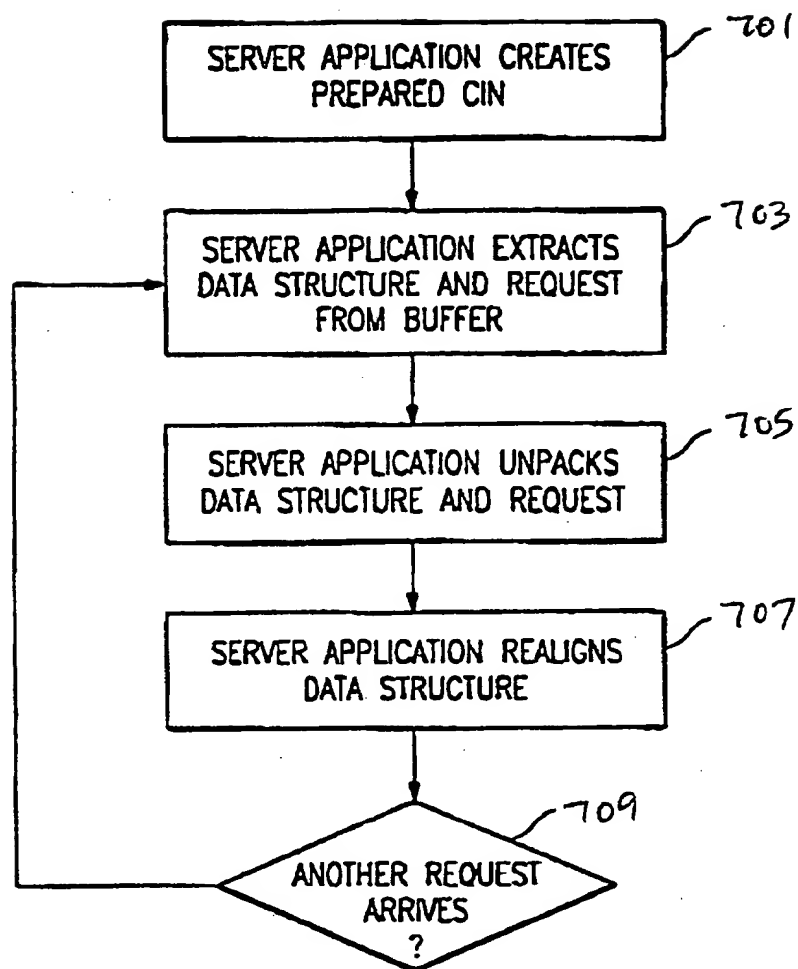 SERVER APPLICATION CREATES
PREPARED CIN
701
SERVER APPLICATION EXTRACTS
DATA STRUCTURE AND REQUEST
FROM BUFFER
703
SERVER APPLICATION UNPACKS
DATA STRUCTURE AND REQUEST
705
SERVER APPLICATION REALIGNS
DATA STRUCTURE
707
ANOTHER REQUEST
ARRIVES
?
709